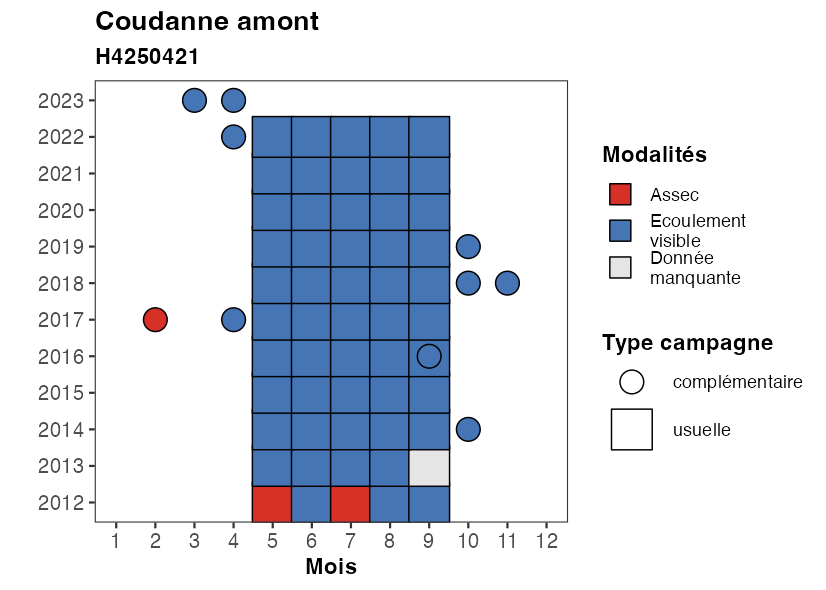 Coudanne amont
H4250421
2023
2022
2021
2020
2019
2018
2017
2016
2015
2014
2013
2012
1 2 3 4 5 6 7 8 9 10 11 12
Mois
Modalités
Assec
Ecoulement
visible
Donnée
manquante
Type campagne
complémentaire
usuelle